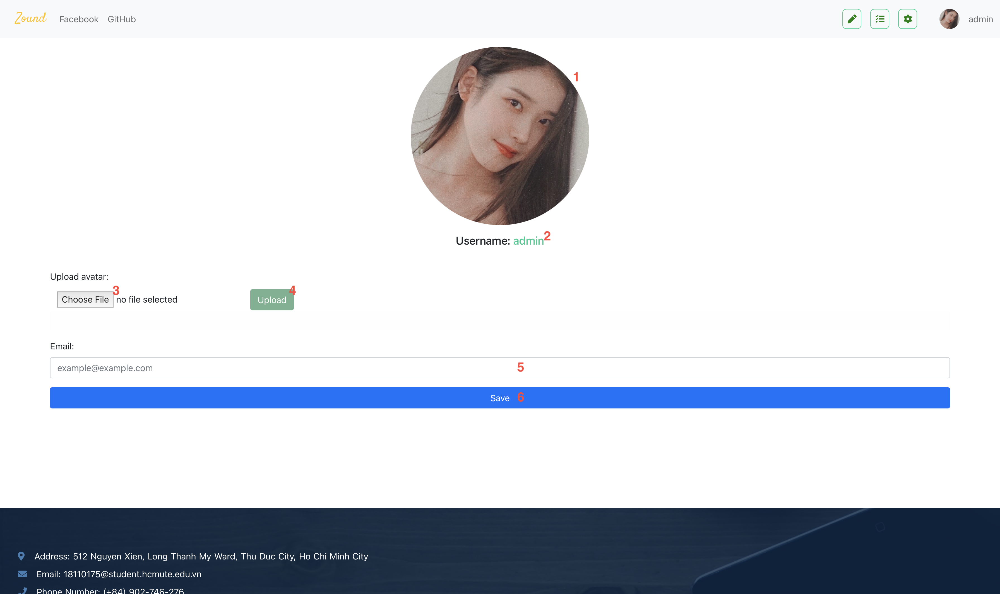 Zound Facebook GitHub admin
1
Username: admin 2
Upload avatar:
Choose File 3 no file selected Upload 4
Email:
example@example.com 5
Save 6
Address: 512 Nguyen Xien, Long Thanh My Ward, Thu Duc City, Ho Chi Minh City
Email: 18110175@student.hcmute.edu.vn
Phone Number: (+84) 902-746-276